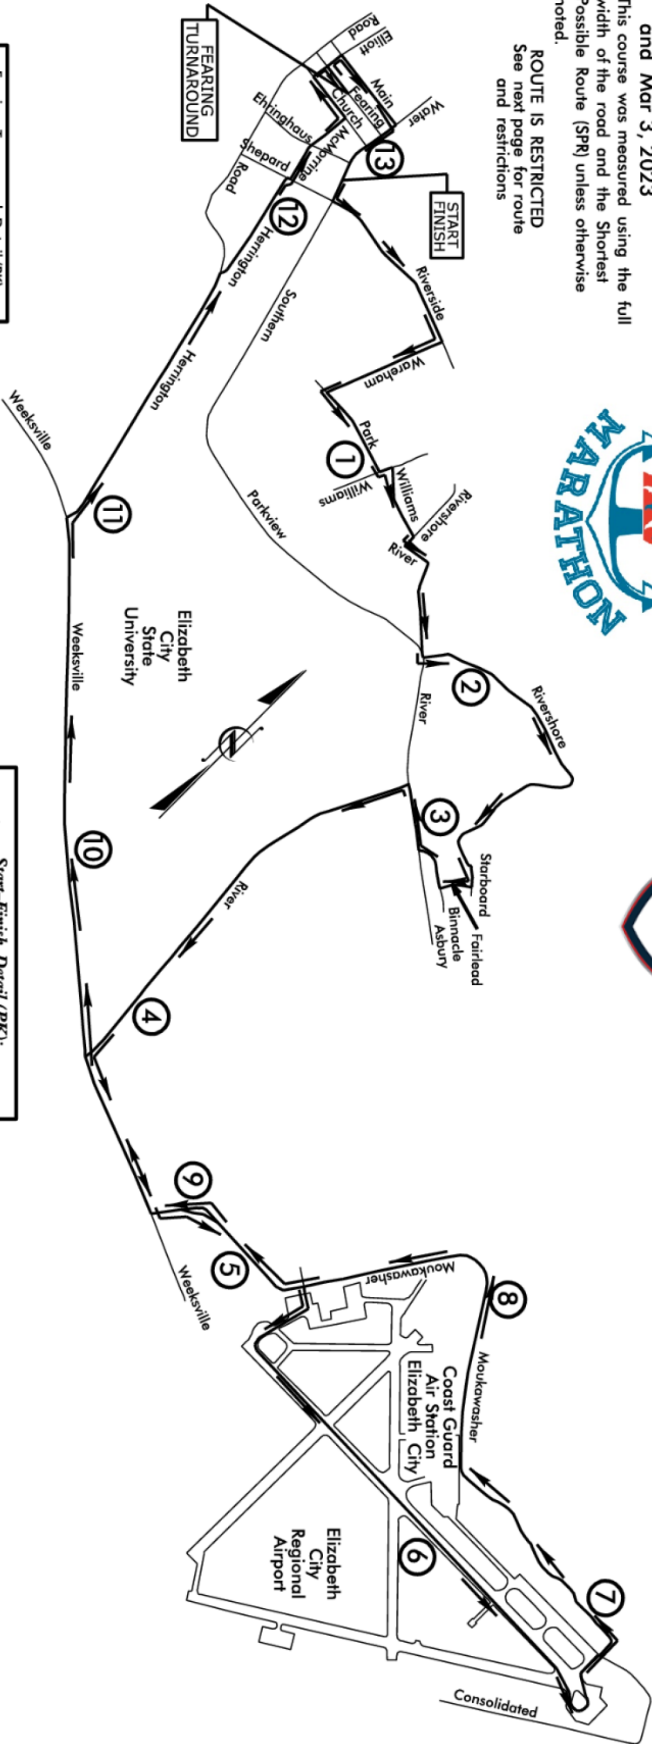 and Mar 3, 2023
This course was measured using the full
width of the road and the Shortest
Possible Route (SPR) unless otherwise
noted.
ROUTE IS RESTRICTED
See next page for route
and restrictions
MARATHON
FEARING
TURNAROUND
START
FINISH
Road
Elliott
Main
Fearing
Church
Water
Ehringhaus
McMorrine
Shepard
Road
13
12
Herrington
Southern
Riverside
Wareham
Herrington
Park
1
Williams
Williams
Rivershore
River
Weeksville
11
Parkview
Elizabeth
City
State
University
Weeksville
N
2
River
Rivershore
3
Starboard
Fairlead
Binnacle
Asbury
10
River
4
9
5
Weeksville
Moukawasher
8
Moukawasher
Coast Guard
Air Station
Elizabeth City
6
Elizabeth
City
Regional
Airport
7
Consolidated
Start-Finish Detail (PK):